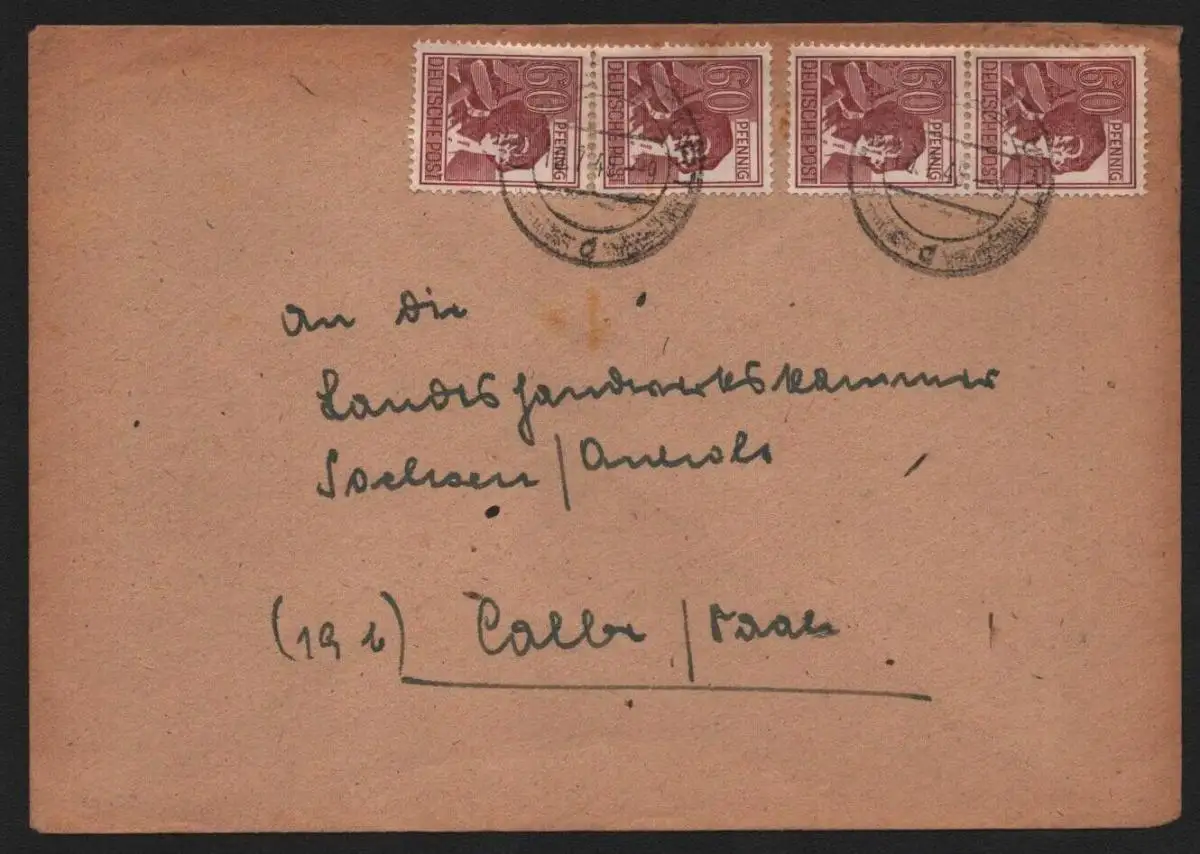 60 PFENNIG DEUTSCHE POST
60 PFENNIG DEUTSCHE POST
60 PFENNIG DEUTSCHE POST
60 PFENNIG DEUTSCHE POST
An die
Landeshandwerkskammer
Sachsen/Anhalt
(19b) Calbe/Saale